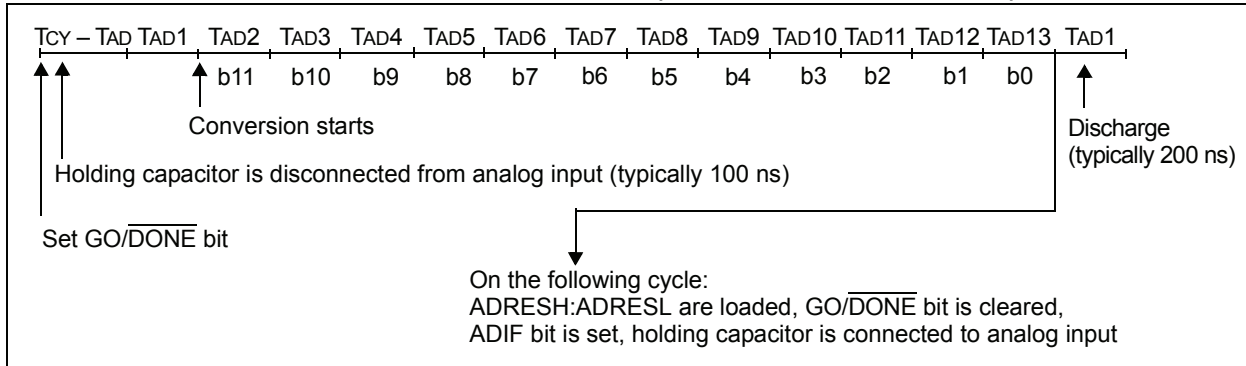 TCY – TAD TAD1 TAD2 TAD3 TAD4 TAD5 TAD6 TAD7 TAD8 TAD9 TAD10 TAD11 TAD12 TAD13 TAD1
b11 b10 b9 b8 b7 b6 b5 b4 b3 b2 b1 b0
Conversion starts
Discharge
(typically 200 ns)
Holding capacitor is disconnected from analog input (typically 100 ns)
Set GO/DONE bit
On the following cycle:
ADRESH:ADRESL are loaded, GO/DONE bit is cleared,
ADIF bit is set, holding capacitor is connected to analog input